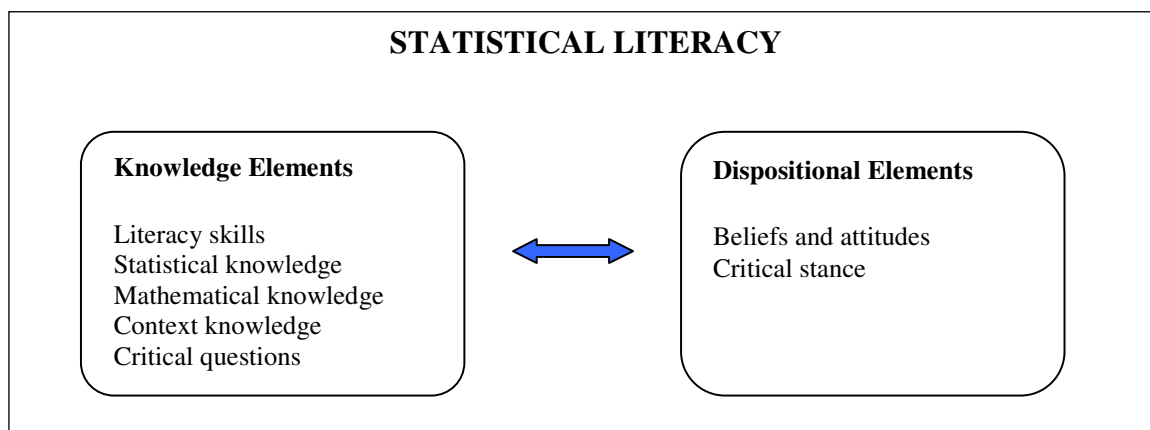 STATISTICAL LITERACY
Knowledge Elements
Literacy skills
Statistical knowledge
Mathematical knowledge
Context knowledge
Critical questions
Dispositional Elements
Beliefs and attitudes
Critical stance